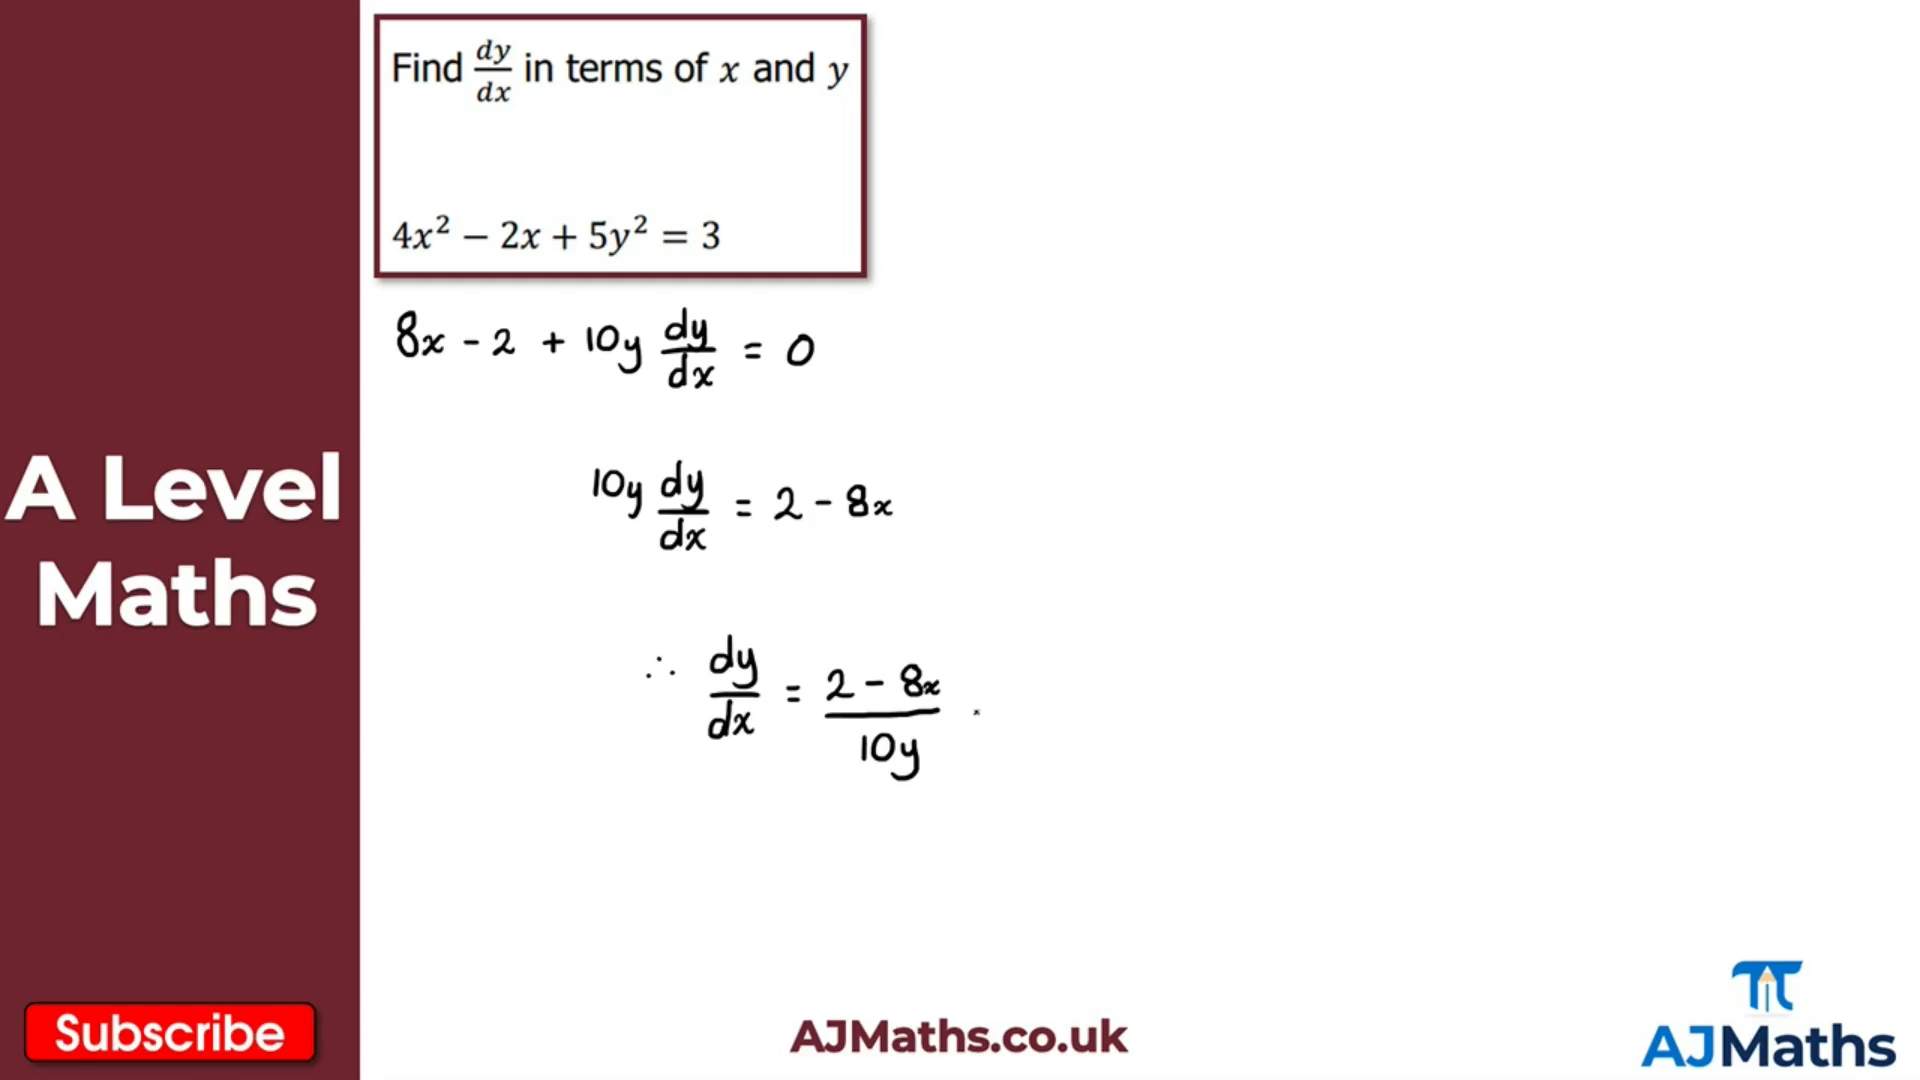 Find dy/dx in terms of x and y
4x² − 2x + 5y² = 3
8x - 2 + 10y dy/dx = 0
10y dy/dx = 2 - 8x
∴ dy/dx = (2 - 8x)/10y
A Level
Maths
Subscribe
AJMaths.co.uk
AJMaths